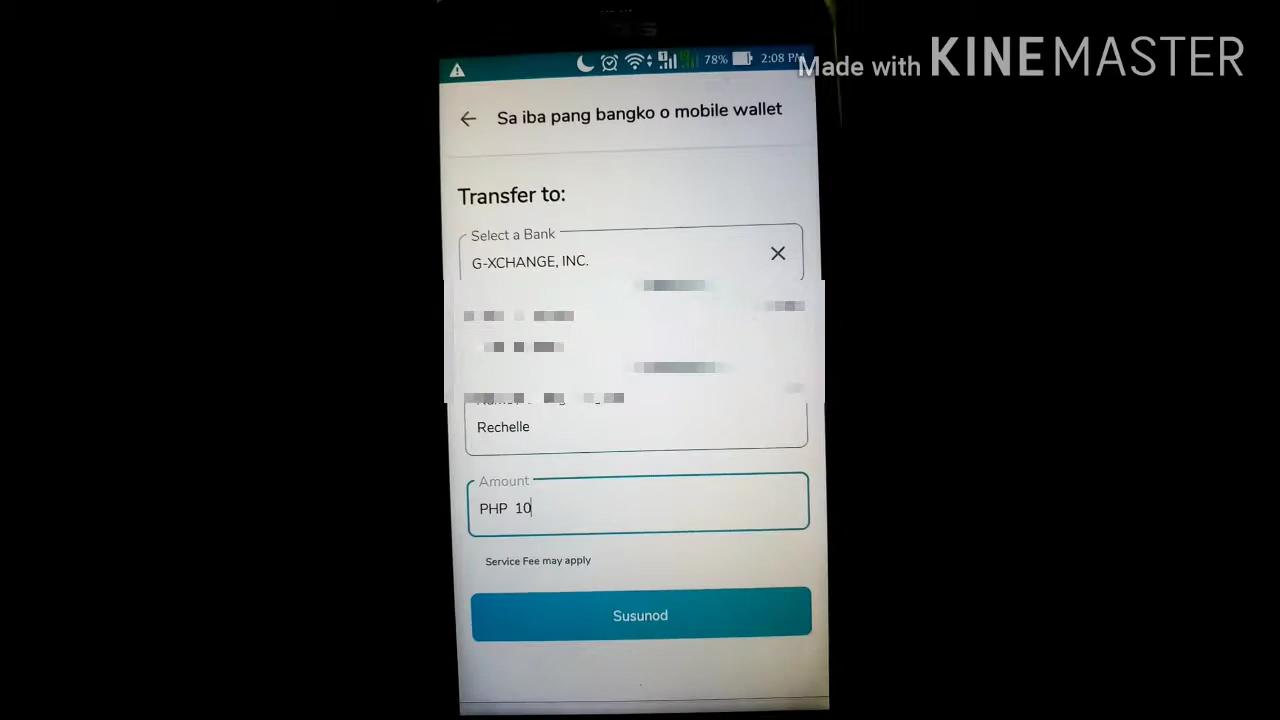 Made with KINEMASTER
78% 2:08 PM
Sa iba pang bangko o mobile wallet
Transfer to:
Select a Bank
G-XCHANGE, INC.
Rechelle
Amount
PHP 10
Service Fee may apply
Susunod